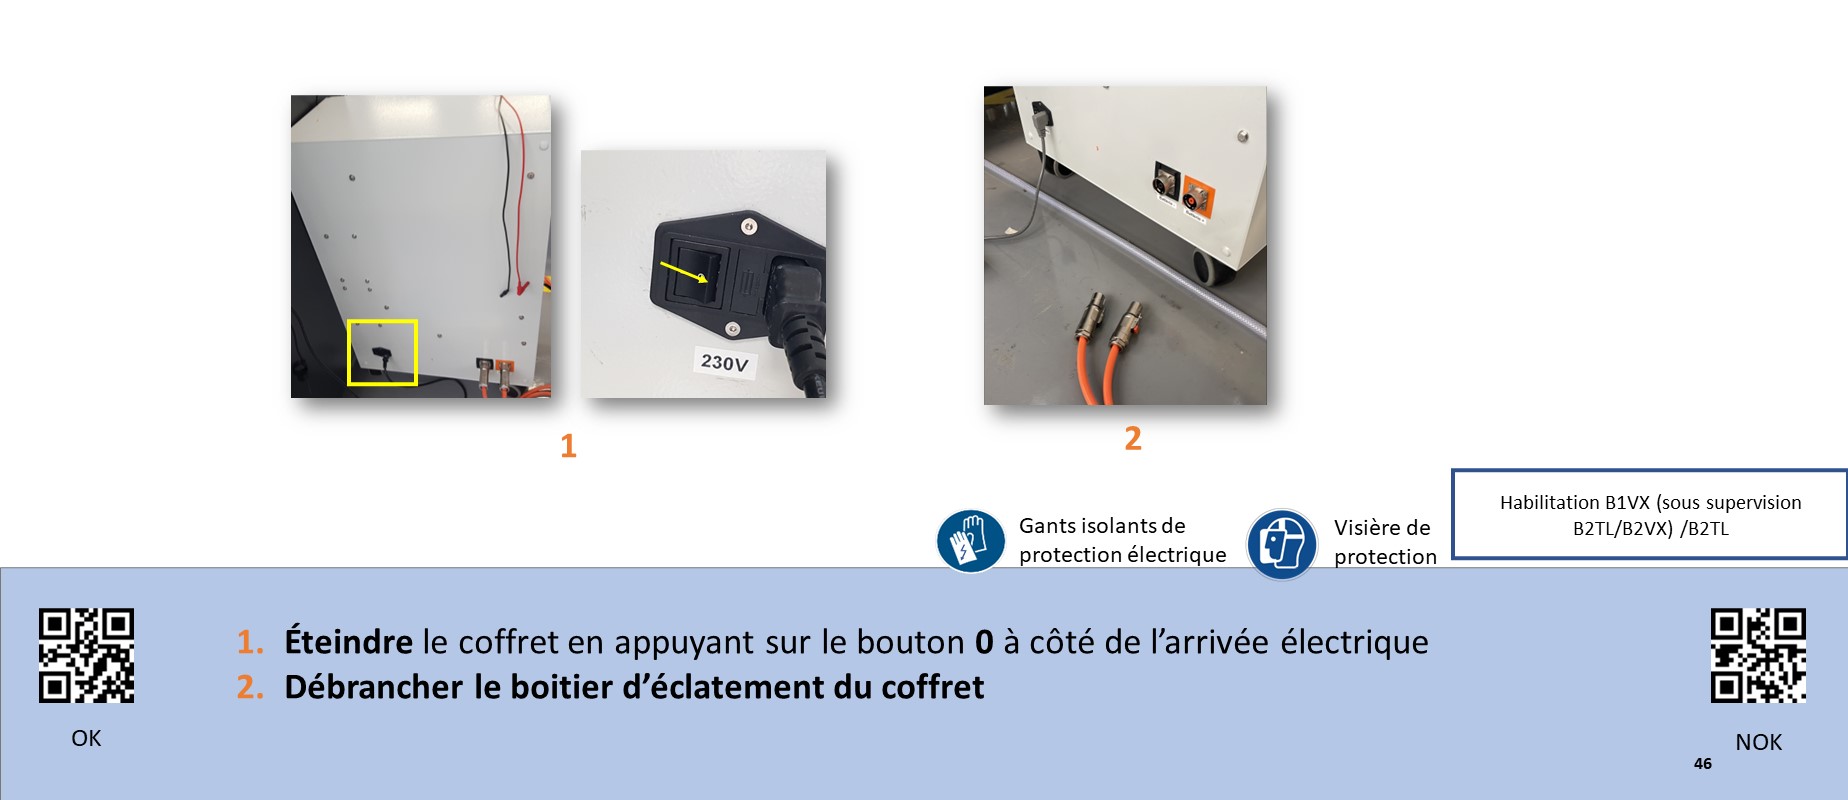 230V
1
2
Habilitation B1VX (sous supervision
B2TL/B2VX) /B2TL
Gants isolants de
protection électrique
Visière de
protection
1. Éteindre le coffret en appuyant sur le bouton 0 à côté de l’arrivée électrique
2. Débrancher le boitier d’éclatement du coffret
OK
NOK
46